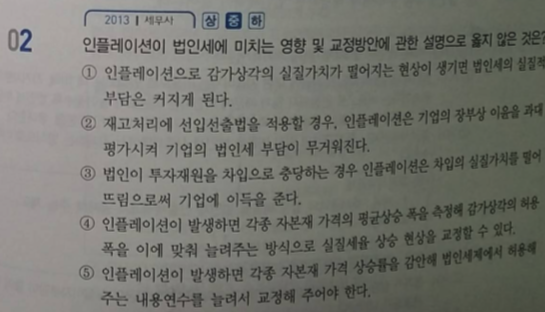 2013 | 세무사 상 중 하
02 인플레이션이 법인세에 미치는 영향 및 교정방안에 관한 설명으로 옳지 않은 것은?
① 인플레이션으로 감가상각의 실질가치가 떨어지는 현상이 생기면 법인세의 실질적
부담은 커지게 된다.
② 재고처리에 선입선출법을 적용할 경우, 인플레이션은 기업의 장부상 이윤을 과대
평가시켜 기업의 법인세 부담이 무거워진다.
③ 법인이 투자재원을 차입으로 충당하는 경우 인플레이션은 차입의 실질가치를 떨어
뜨림으로써 기업에 이득을 준다.
④ 인플레이션이 발생하면 각종 자본재 가격의 평균상승 폭을 측정해 감가상각의 허용
폭을 이에 맞춰 늘려주는 방식으로 실질세율 상승 현상을 교정할 수 있다.
⑤ 인플레이션이 발생하면 각종 자본재 가격 상승률을 감안해 법인세제에서 허용해
주는 내용연수를 늘려서 교정해 주어야 한다.